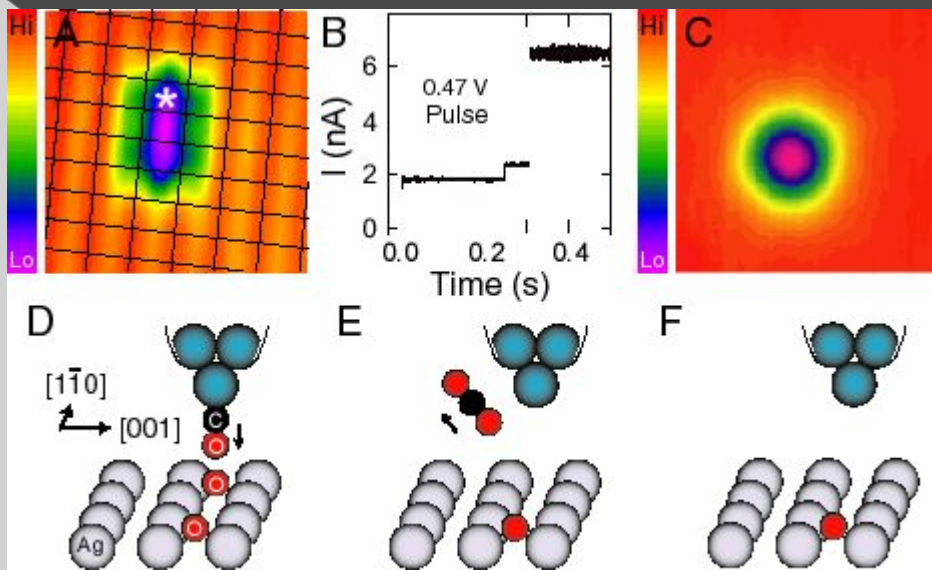 Hi
A
Lo
B
I (nA)
6
4
2
0
0.47 V
Pulse
0.0
0.2
0.4
Time (s)
Hi
C
Lo
D
[11̅0]
[001]
C
O
O
O
Ag
E
F
*